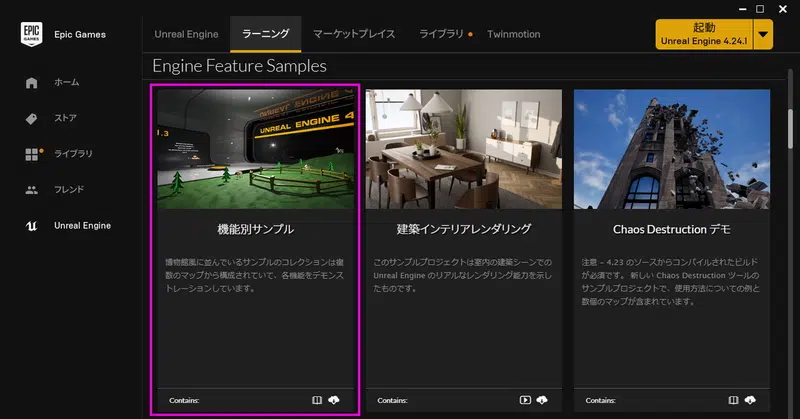 EPIC GAMES
Epic Games
ホーム
ストア
ライブラリ
フレンド
Unreal Engine
Unreal Engine
ラーニング
マーケットプレイス
ライブラリ
Twinmotion
起動
Unreal Engine 4.24.1
Engine Feature Samples
1.3
UNREAL ENGINE 4
機能別サンプル
博物館風に並んでいるサンプルのコレクションは複
数のマップから構成されていて、各機能をデモンス
トレーションしています。
Contains:
建築インテリアレンダリング
このサンプルプロジェクトは室内の建築シーンでの
Unreal Engine のリアルなレンダリング能力を示し
たものです。
Contains:
Chaos Destruction デモ
注意 – 4.23 のソースからコンパイルされたビルド
が必須です。 新しい Chaos Destruction ツールの
サンプルプロジェクトで、使用方法についての例と
数個のマップが含まれています。
Contains: